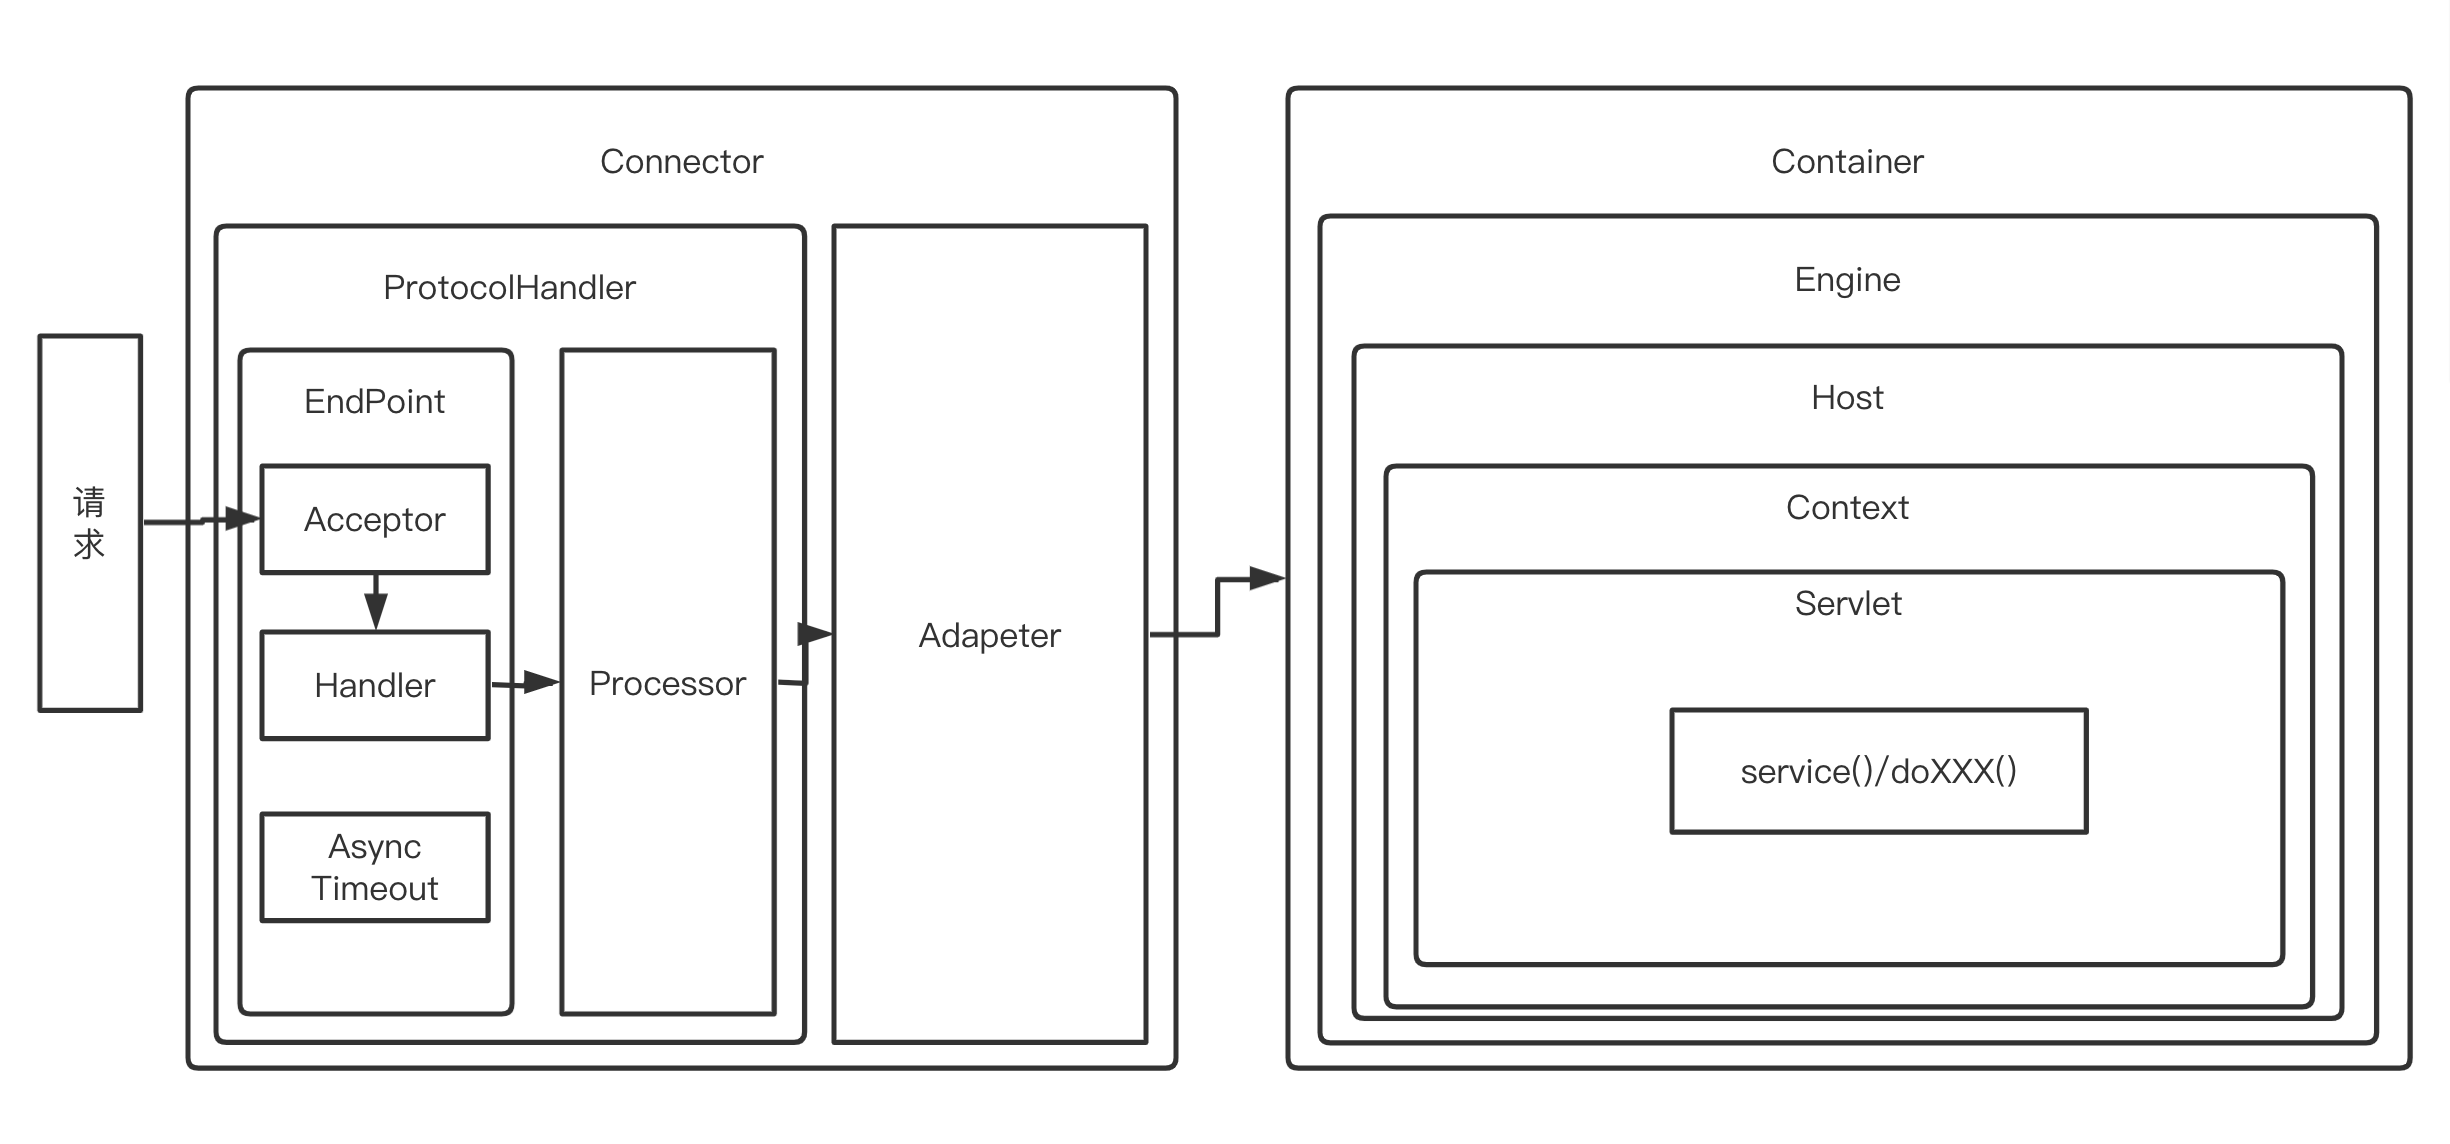 请
求
Connector
ProtocolHandler
EndPoint
Acceptor
Handler
Async
Timeout
Processor
Adapeter
Container
Engine
Host
Context
Servlet
service()/doXXX()